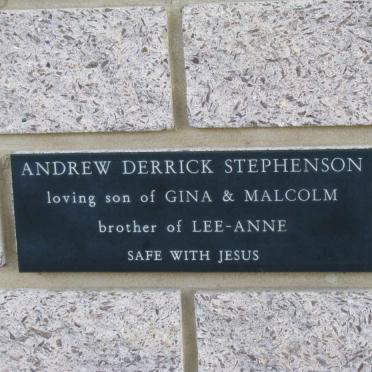 ANDREW DERRICK STEPHENSON
loving son of GINA & MALCOLM
brother of LEE-ANNE
SAFE WITH JESUS